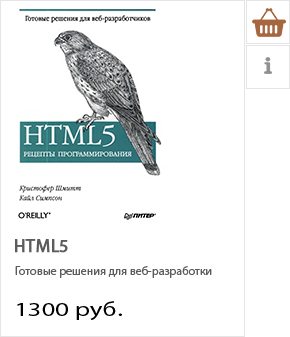 Готовые решения для веб-разработчиков
HTML5
РЕЦЕПТЫ ПРОГРАММИРОВАНИЯ
Кристофер Шмитт
Кайл Симпсон
O'REILLY®
ПИТЕР®
i
HTML5
Готовые решения для веб-разработки
1300 руб.